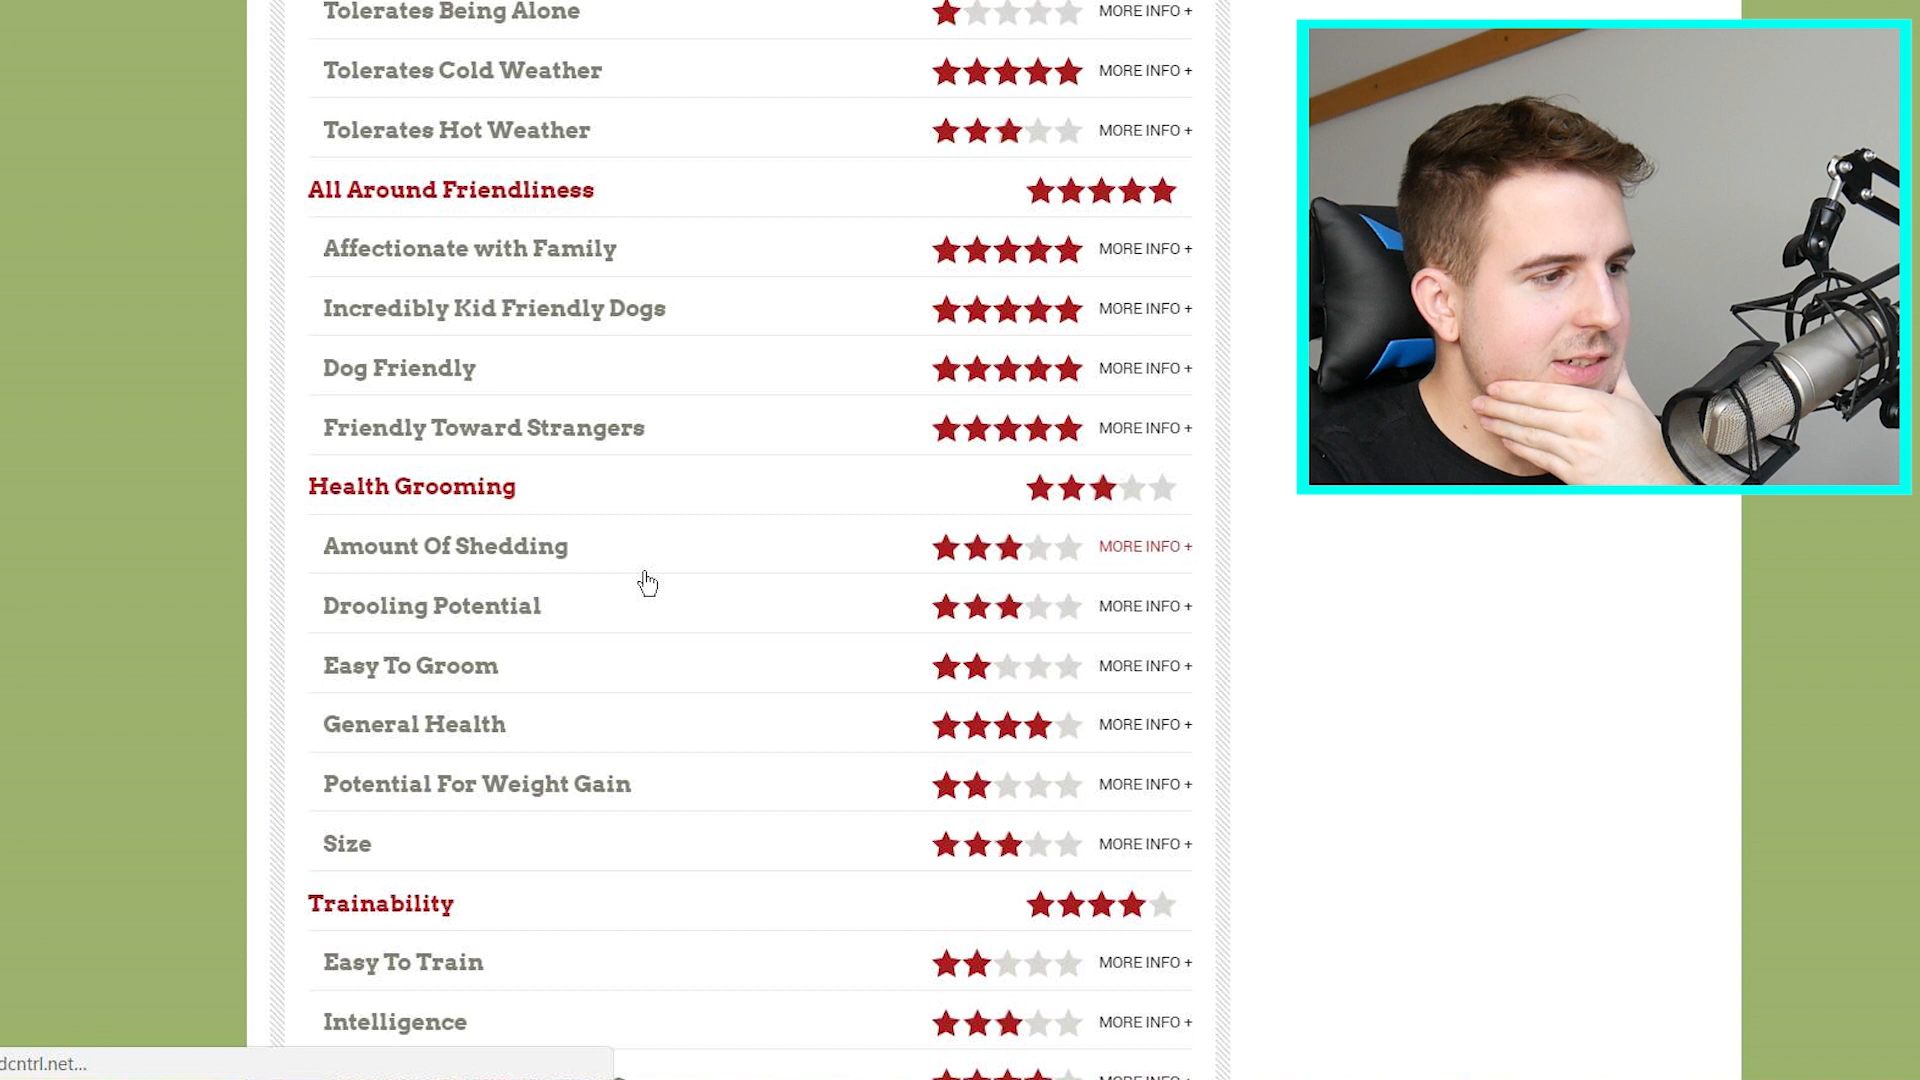 Tolerates Being Alone MORE INFO +
Tolerates Cold Weather MORE INFO +
Tolerates Hot Weather MORE INFO +
All Around Friendliness
Affectionate with Family MORE INFO +
Incredibly Kid Friendly Dogs MORE INFO +
Dog Friendly MORE INFO +
Friendly Toward Strangers MORE INFO +
Health Grooming
Amount Of Shedding MORE INFO +
Drooling Potential MORE INFO +
Easy To Groom MORE INFO +
General Health MORE INFO +
Potential For Weight Gain MORE INFO +
Size MORE INFO +
Trainability
Easy To Train MORE INFO +
Intelligence MORE INFO +
dcntrl.net...